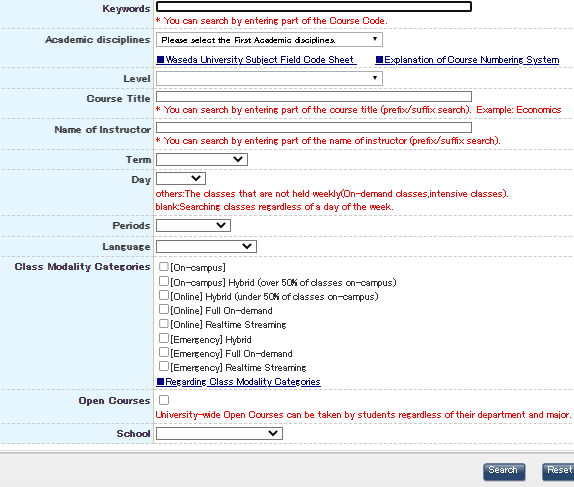 Keywords
* You can search by entering part of the Course Code.
Academic disciplines
Please select the First Academic disciplines.
■Waseda University Subject Field Code Sheet ■Explanation of Course Numbering System
Level
Course Title
* You can search by entering part of the course title (prefix/suffix search). Example: Economics
Name of Instructor
* You can search by entering part of the name of instructor (prefix/suffix search).
Term
Day
others:The classes that are not held weekly(On-demand classes,intensive classes).
blank:Searching classes regardless of a day of the week.
Periods
Language
Class Modality Categories
[On-campus]
[On-campus] Hybrid (over 50% of classes on-campus)
[Online] Hybrid (under 50% of classes on-campus)
[Online] Full On-demand
[Online] Realtime Streaming
[Emergency] Hybrid
[Emergency] Full On-demand
[Emergency] Realtime Streaming
■Regarding Class Modality Categories
Open Courses
University-wide Open Courses can be taken by students regardless of their department and major.
School
Search Reset